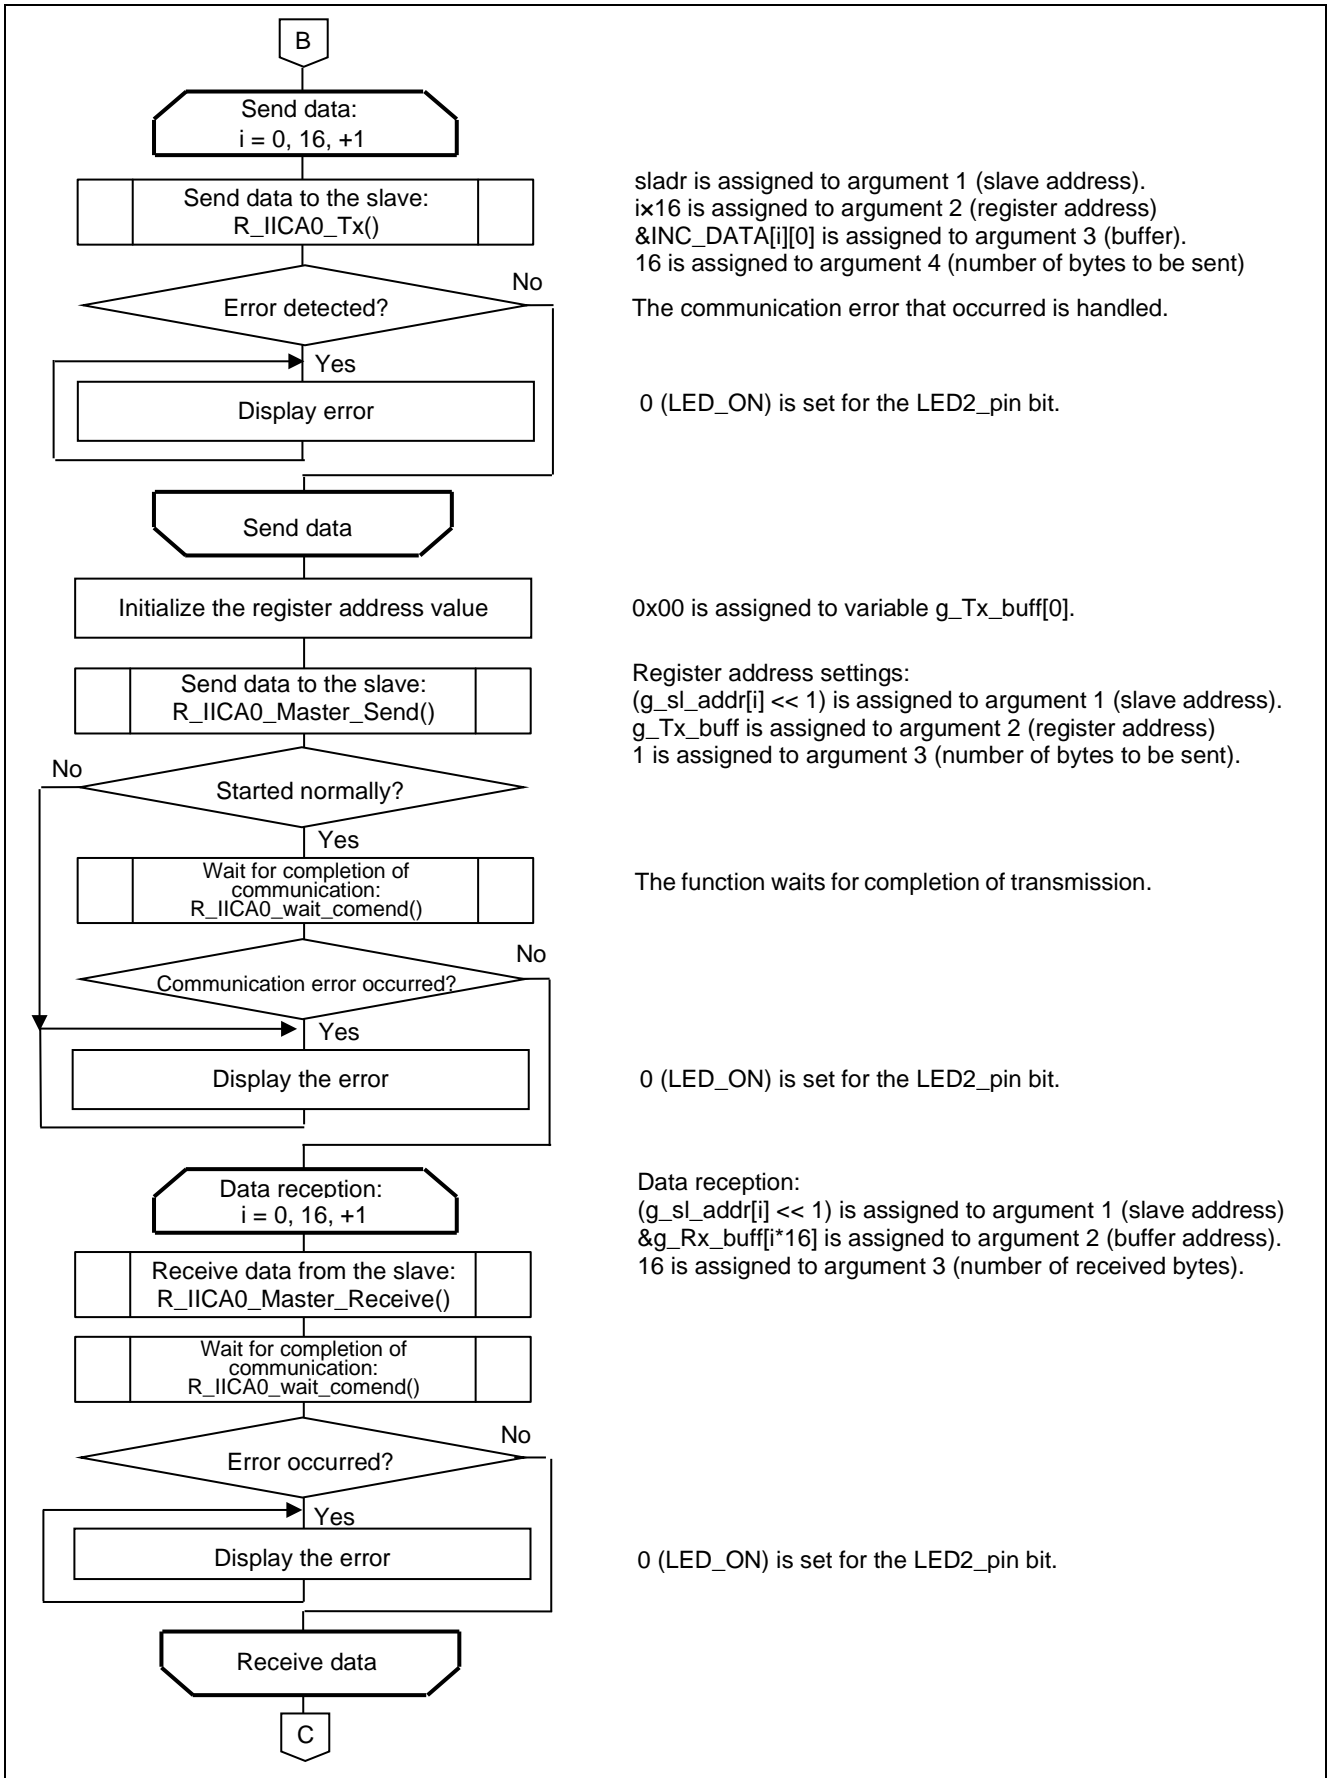 B
Send data:
i = 0, 16, +1
Send data to the slave:
R_IICA0_Tx()
sladr is assigned to argument 1 (slave address).
i×16 is assigned to argument 2 (register address)
&INC_DATA[i][0] is assigned to argument 3 (buffer).
16 is assigned to argument 4 (number of bytes to be sent)
Error detected?
No
The communication error that occurred is handled.
Yes
Display error
0 (LED_ON) is set for the LED2_pin bit.
Send data
Initialize the register address value
0x00 is assigned to variable g_Tx_buff[0].
Send data to the slave:
R_IICA0_Master_Send()
Register address settings:
(g_sl_addr[i] << 1) is assigned to argument 1 (slave address).
g_Tx_buff is assigned to argument 2 (register address)
1 is assigned to argument 3 (number of bytes to be sent).
No
Started normally?
Yes
Wait for completion of
communication:
R_IICA0_wait_comend()
The function waits for completion of transmission.
No
Communication error occurred?
Yes
Display the error
0 (LED_ON) is set for the LED2_pin bit.
Data reception:
i = 0, 16, +1
Data reception:
(g_sl_addr[i] << 1) is assigned to argument 1 (slave address)
&g_Rx_buff[i*16] is assigned to argument 2 (buffer address).
16 is assigned to argument 3 (number of received bytes).
Receive data from the slave:
R_IICA0_Master_Receive()
Wait for completion of
communication:
R_IICA0_wait_comend()
No
Error occurred?
Yes
Display the error
0 (LED_ON) is set for the LED2_pin bit.
Receive data
C